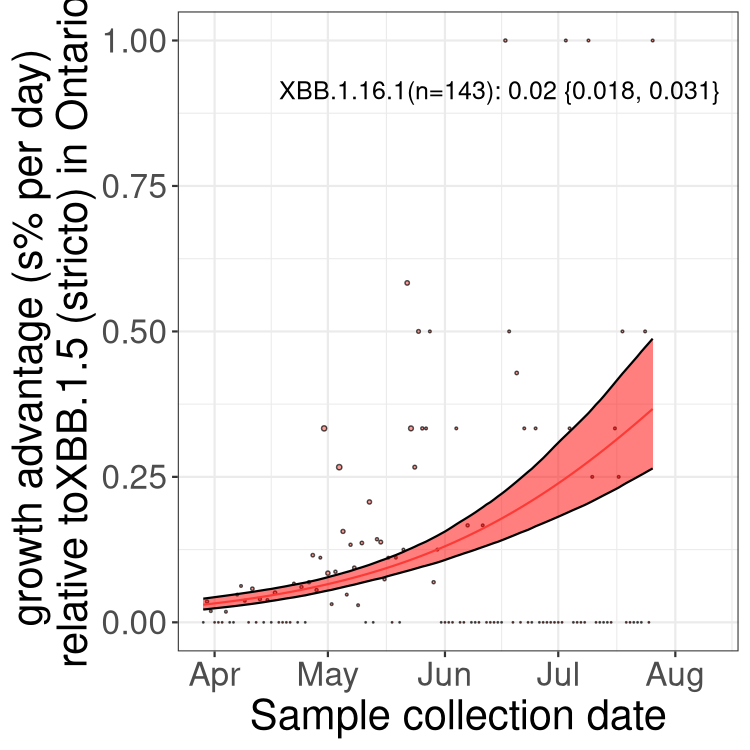 growth advantage (s% per day)
relative toXBB.1.5 (stricto) in Ontario
1.00
0.75
0.50
0.25
0.00
XBB.1.16.1(n=143): 0.02 {0.018, 0.031}
Apr May Jun Jul Aug
Sample collection date